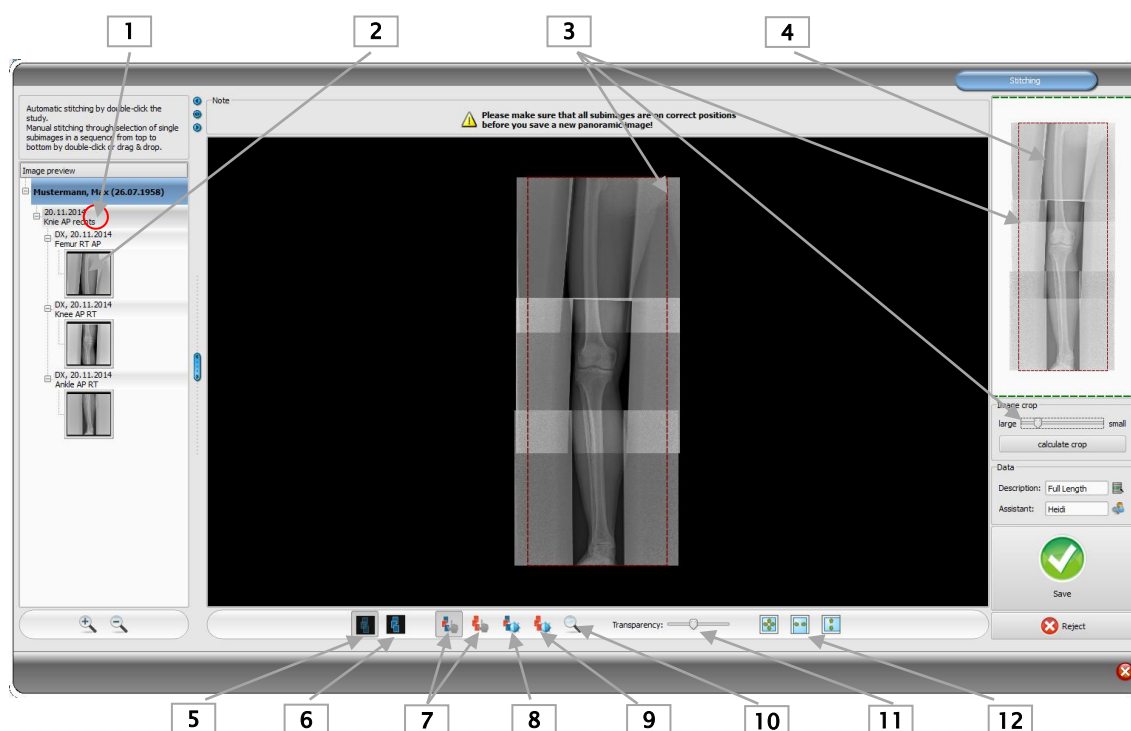 1
2
3
4
Stitching
Automatic stitching by double-click the
study.
Manual stitching through selection of single
subimages in a sequence from top to
bottom by double-click or drag & drop.
Note
Please make sure that all subimages are on correct positions
before you save a new panoramic image!
Image preview
Mustermann, Max (26.07.1958)
20.11.2014
Knie AP rechts
DX, 20.11.2014
Femur RT AP
DX, 20.11.2014
Knee AP RT
DX, 20.11.2014
Ankle AP RT
Image crop
large
small
calculate crop
Data
Description: Full Length
Assistant: Heidi
Save
Reject
Transparency:
5
6
7
8
9
10
11
12